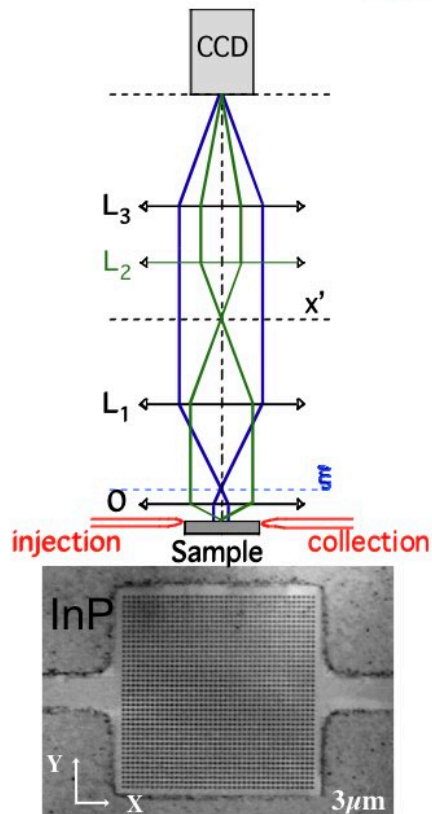 CCD
L3
L2
x'
L1
ξ
O
injection
collection
Sample
InP
Y
X
3μm